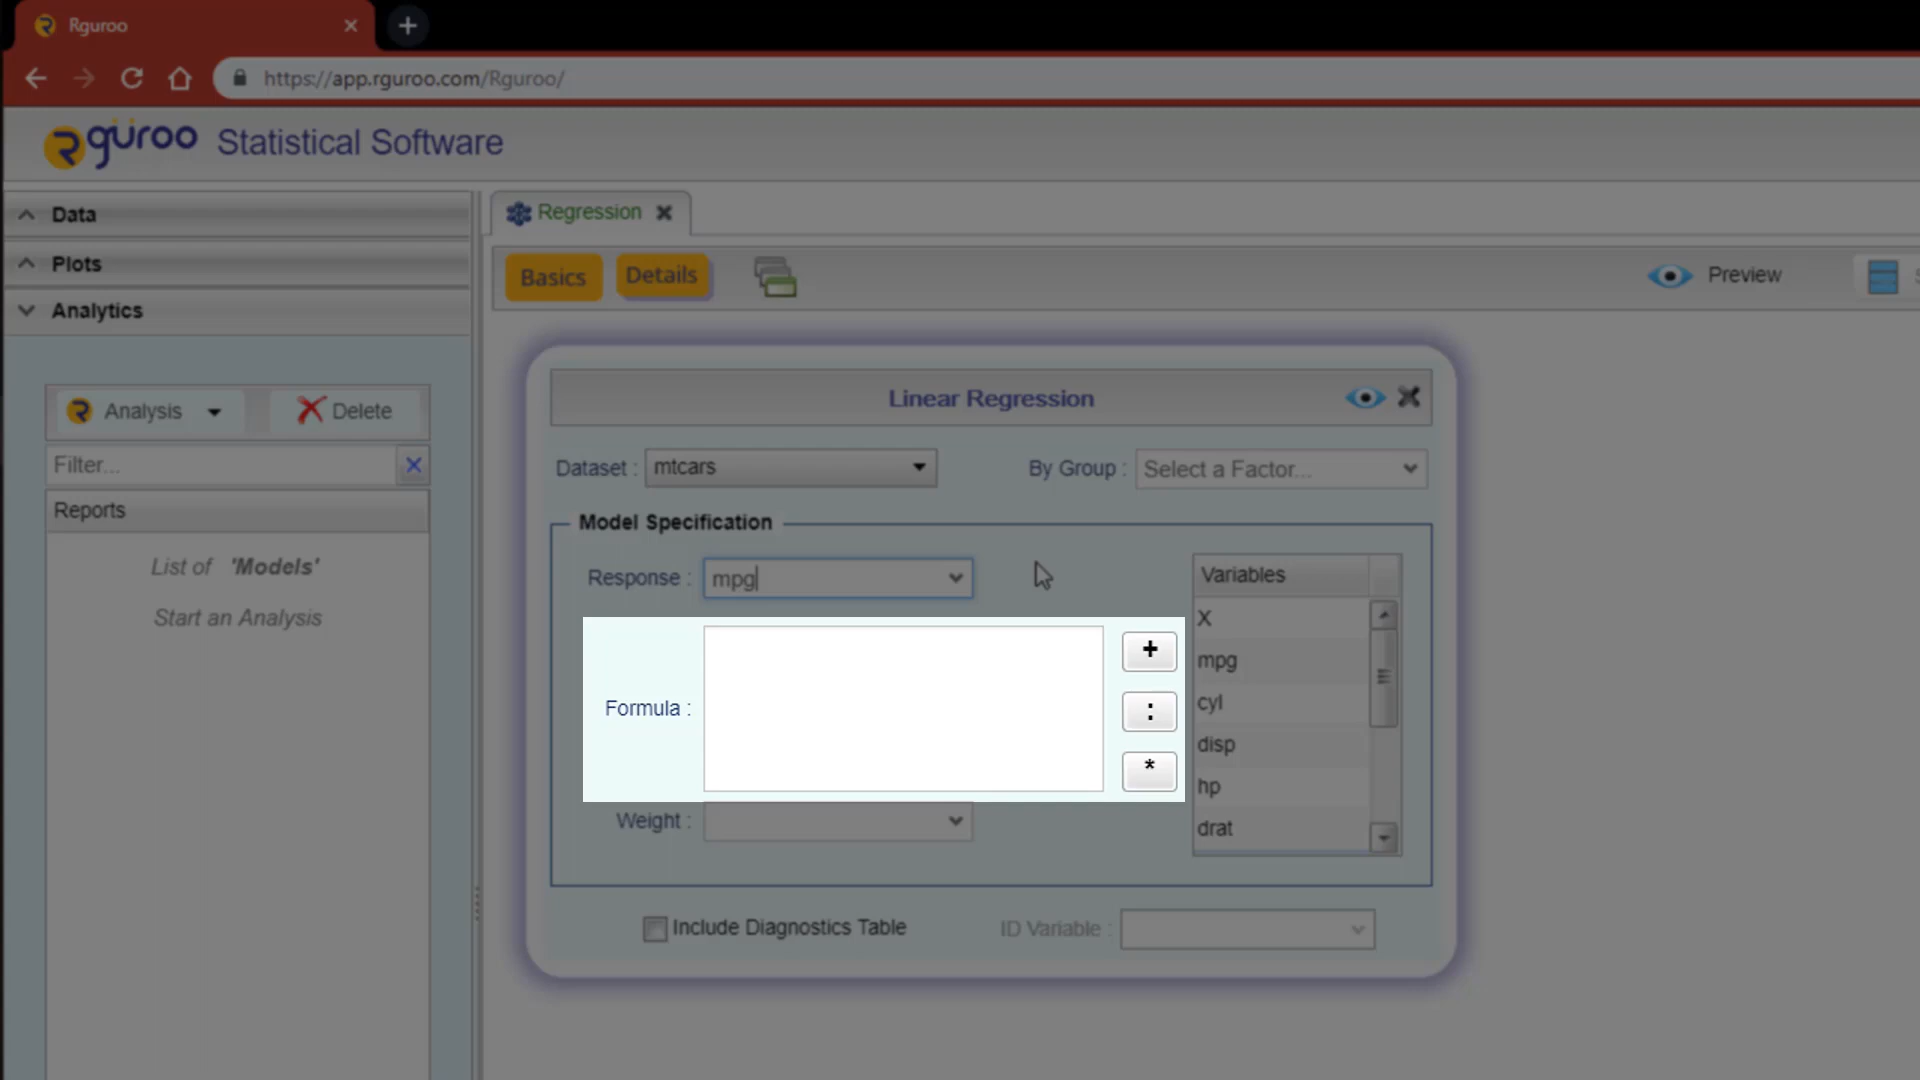 Rguroo
https://app.rguroo.com/Rguroo/
Rguroo Statistical Software
Data
Plots
Analytics
Analysis
Delete
Filter...
Reports
List of 'Models'
Start an Analysis
Regression
Basics
Details
Preview
Linear Regression
Dataset : mtcars
By Group : Select a Factor...
Model Specification
Response : mpg
Formula :
+
:
*
Weight :
Variables
X
mpg
cyl
disp
hp
drat
Include Diagnostics Table
ID Variable :